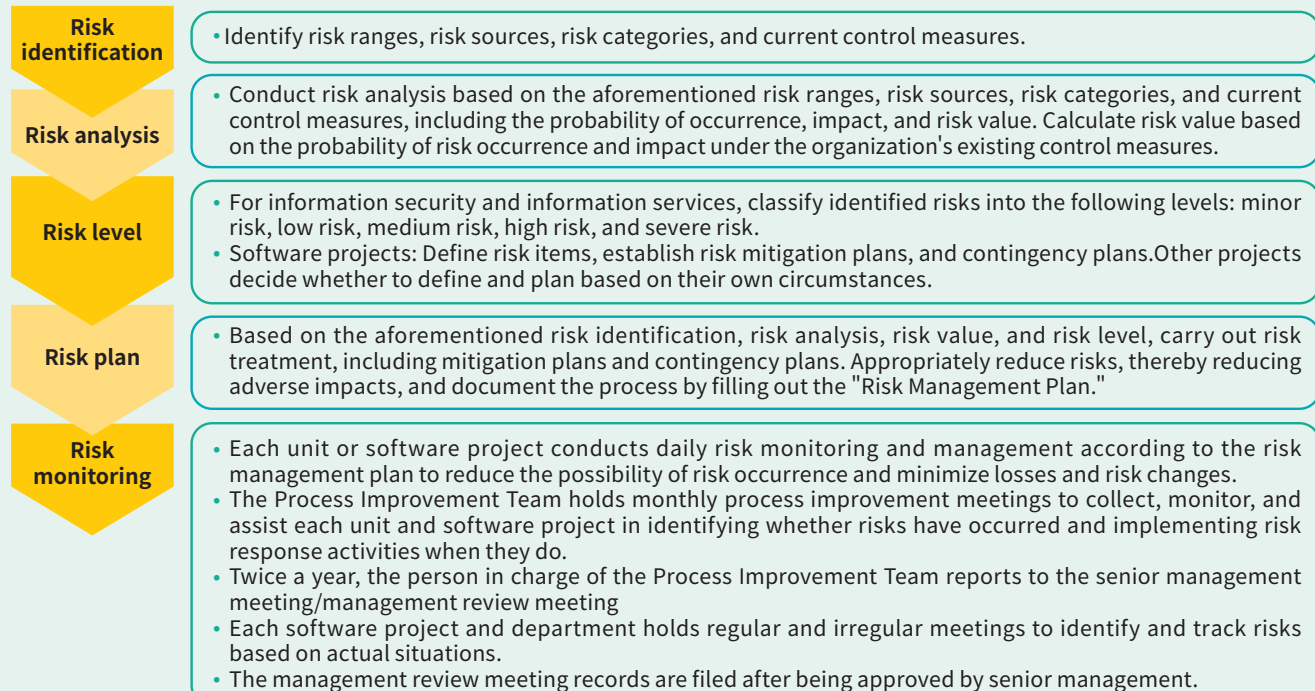 Risk
identification
• Identify risk ranges, risk sources, risk categories, and current control measures.
Risk analysis
• Conduct risk analysis based on the aforementioned risk ranges, risk sources, risk categories, and current
control measures, including the probability of occurrence, impact, and risk value. Calculate risk value based
on the probability of risk occurrence and impact under the organization's existing control measures.
Risk level
• For information security and information services, classify identified risks into the following levels: minor
risk, low risk, medium risk, high risk, and severe risk.
• Software projects: Define risk items, establish risk mitigation plans, and contingency plans.Other projects
decide whether to define and plan based on their own circumstances.
Risk plan
• Based on the aforementioned risk identification, risk analysis, risk value, and risk level, carry out risk
treatment, including mitigation plans and contingency plans. Appropriately reduce risks, thereby reducing
adverse impacts, and document the process by filling out the "Risk Management Plan."
Risk
monitoring
• Each unit or software project conducts daily risk monitoring and management according to the risk
management plan to reduce the possibility of risk occurrence and minimize losses and risk changes.
• The Process Improvement Team holds monthly process improvement meetings to collect, monitor, and
assist each unit and software project in identifying whether risks have occurred and implementing risk
response activities when they do.
• Twice a year, the person in charge of the Process Improvement Team reports to the senior management
meeting/management review meeting
• Each software project and department holds regular and irregular meetings to identify and track risks
based on actual situations.
• The management review meeting records are filed after being approved by senior management.